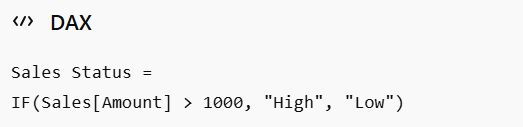 </> DAX
Sales Status =
IF(Sales[Amount] > 1000, "High", "Low")